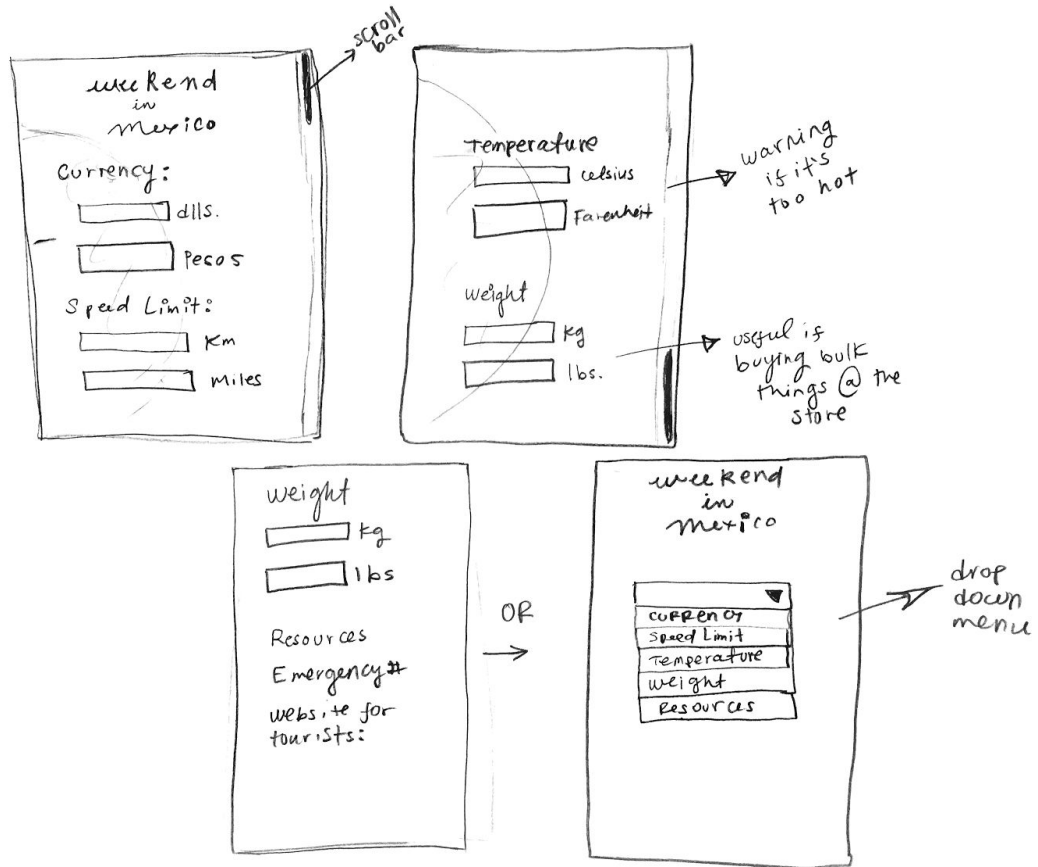 weekend
in
Mexico
Currency:
dlls.
Pesos
Speed Limit:
Km
Miles
scroll
bar
Temperature
Celsius
Farenheit
Weight
kg
lbs.
warning
if it's
too hot
useful if
buying bulk
things @ the
store
Weight
kg
lbs
Resources
Emergency #
website for
tourists:
OR
weekend
in
Mexico
Currency
Speed Limit
Temperature
Weight
Resources
drop
down
menu